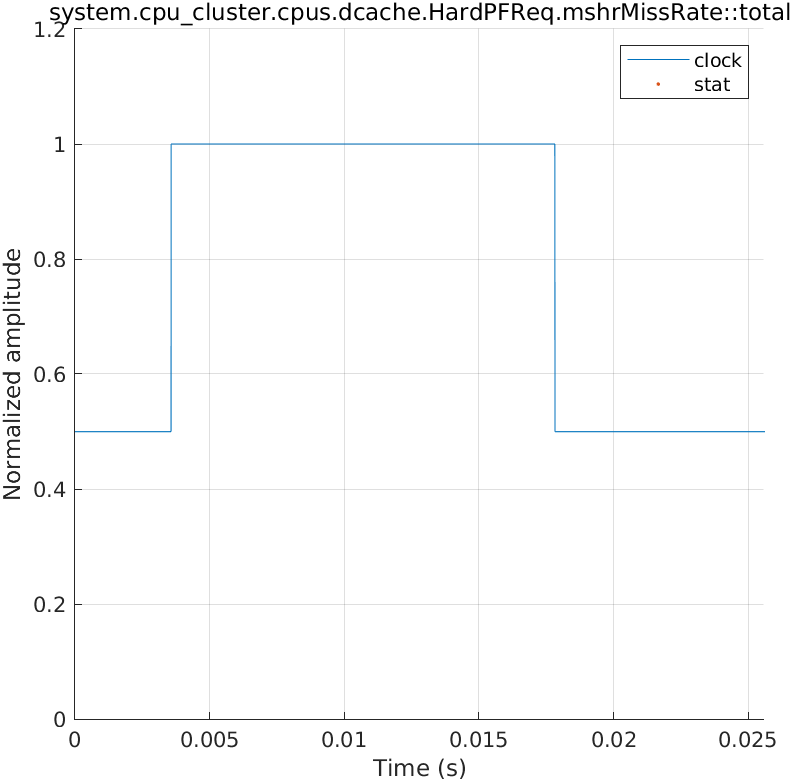 system.cpu_cluster.cpus.dcache.HardPFReq.mshrMissRate::total
1.2
1
0.8
0.6
0.4
0.2
0
Normalized amplitude
clock
stat
0 0.005 0.01 0.015 0.02 0.025
Time (s)